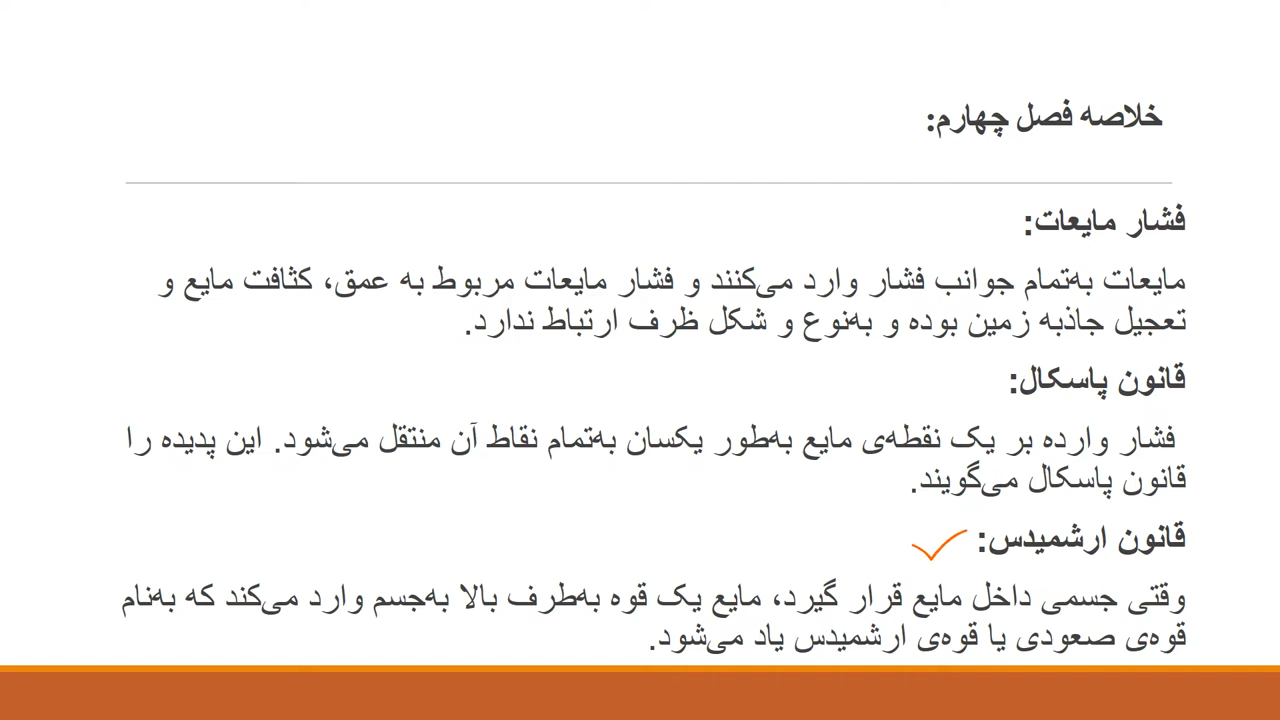 خلاصه فصل چهارم:
فشار مایعات:
مایعات به‌تمام جوانب فشار وارد می‌کنند و فشار مایعات مربوط به عمق، کثافت مایع و
تعجیل جاذبه زمین بوده و به‌نوع و شکل ظرف ارتباط ندارد.
قانون پاسکال:
فشار وارده بر یک نقطه‌ی مایع به‌طور یکسان به‌تمام نقاط آن منتقل می‌شود. این پدیده را
قانون پاسکال می‌گویند.
قانون ارشمیدس:
وقتی جسمی داخل مایع قرار گیرد، مایع یک قوه به‌طرف بالا به‌جسم وارد می‌کند که به‌نام
قوه‌ی صعودی یا قوه‌ی ارشمیدس یاد می‌شود.